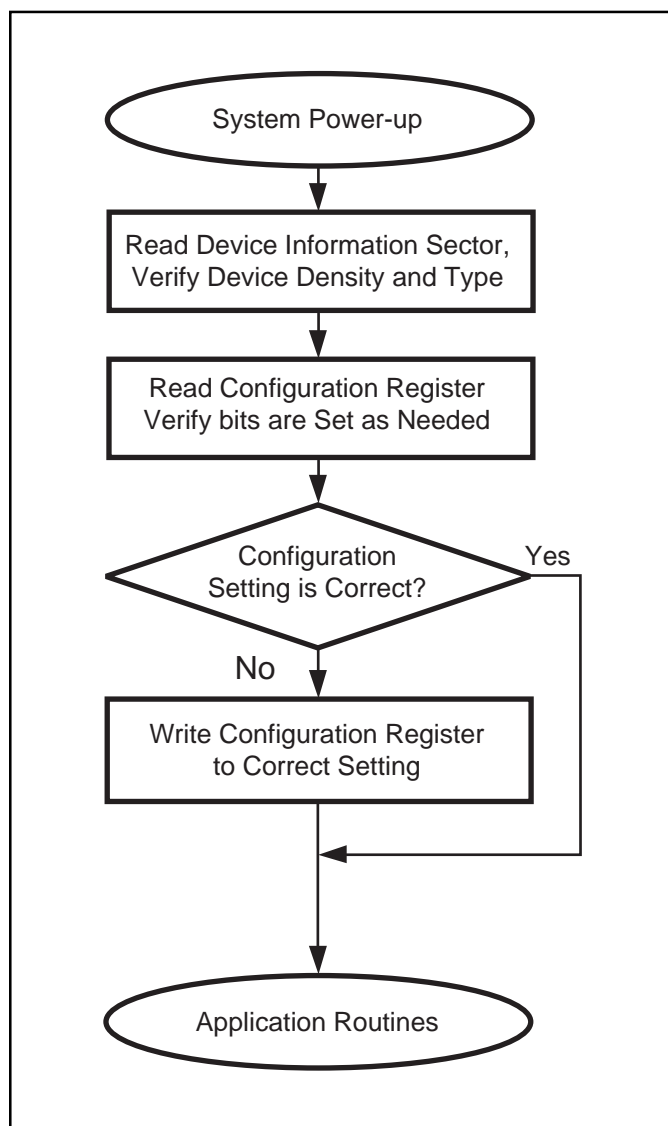 System Power-up
Read Device Information Sector,
Verify Device Density and Type
Read Configuration Register
Verify bits are Set as Needed
Configuration
Setting is Correct?
Yes
No
Write Configuration Register
to Correct Setting
Application Routines